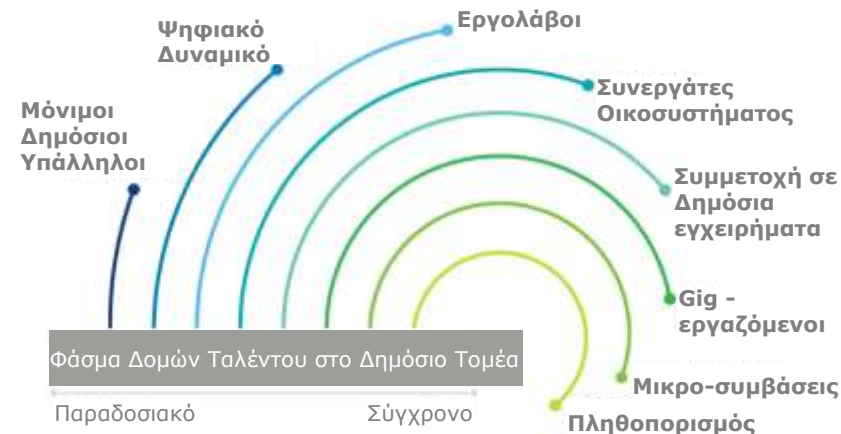 Ψηφιακό
Δυναμικό
Εργολάβοι
Μόνιμοι
Δημόσιοι
Υπάλληλοι
Συνεργάτες
Οικοσυστήματος
Συμμετοχή σε
Δημόσια
εγχειρήματα
Gig -
εργαζόμενοι
Μικρο-συμβάσεις
Πληθοπορισμός
Φάσμα Δομών Ταλέντου στο Δημόσιο Τομέα
Παραδοσιακό
Σύγχρονο